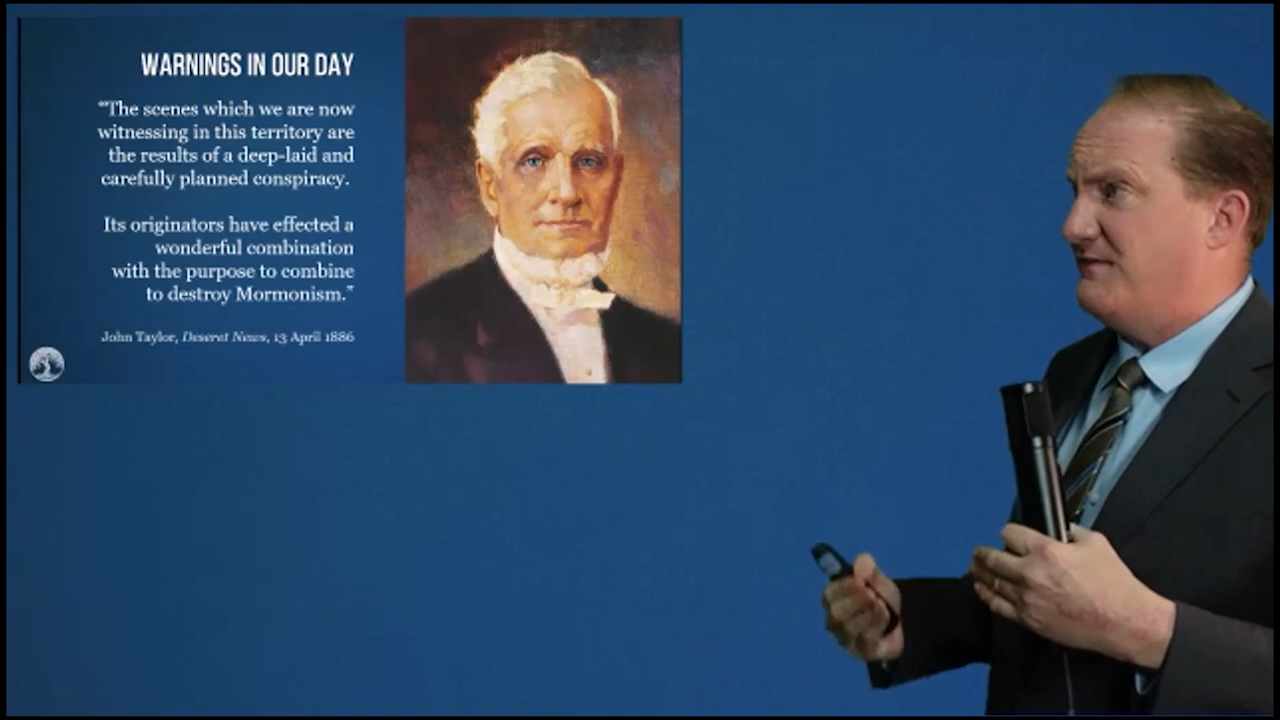 WARNINGS IN OUR DAY
“The scenes which we are now
witnessing in this territory are
the results of a deep-laid and
carefully planned conspiracy.
Its originators have effected a
wonderful combination
with the purpose to combine
to destroy Mormonism.”
John Taylor, Deseret News, 13 April 1886